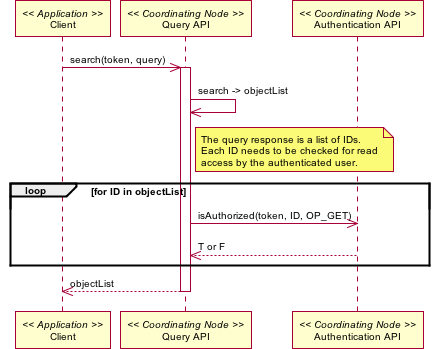 << Application >>
Client
<< Coordinating Node >>
Query API
<< Coordinating Node >>
Authentication API
search(token, query)
search -> objectList
The query response is a list of IDs.
Each ID needs to be checked for read
access by the authenticated user.
loop
[for ID in objectList]
isAuthorized(token, ID, OP_GET)
T or F
objectList
<< Application >>
Client
<< Coordinating Node >>
Query API
<< Coordinating Node >>
Authentication API